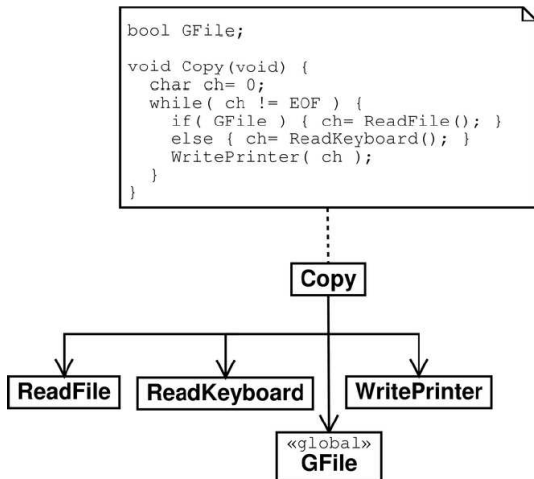 bool GFile;
void Copy(void) {
char ch= 0;
while( ch != EOF ) {
if( GFile ) { ch= ReadFile(); }
else { ch= ReadKeyboard(); }
WritePrinter( ch );
}
}
Copy
ReadFile ReadKeyboard WritePrinter
«global»
GFile